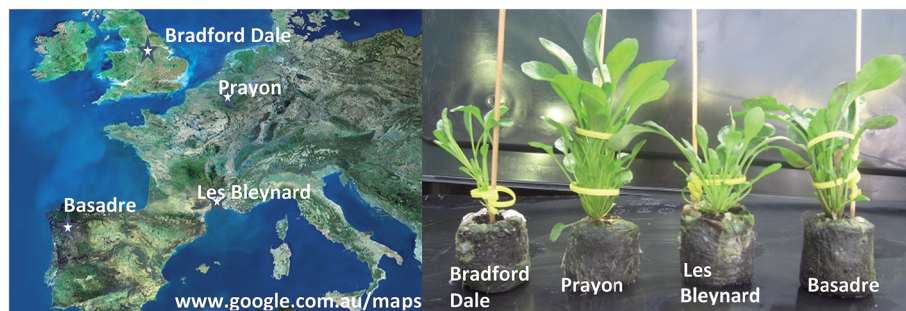 Bradford Dale
Prayon
Les Bleynard
Basadre
www.google.com.au/maps
Bradford
Dale
Prayon
Les
Bleynard
Basadre